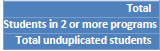 Total
Students in 2 or more programs
Total unduplicated students